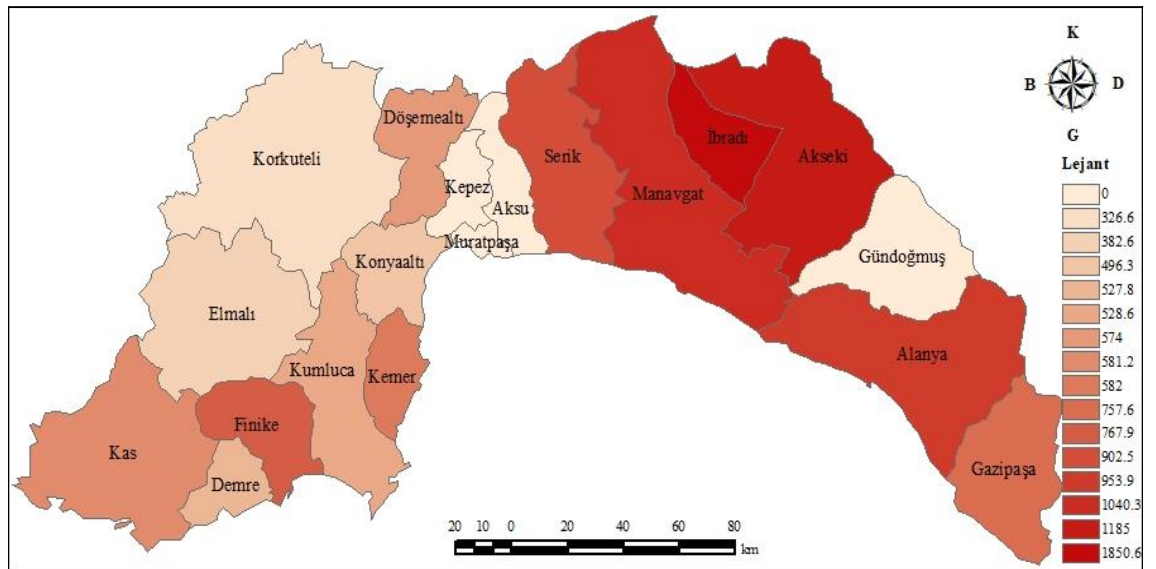 K
B D
G
Lejant
0
326.6
382.6
496.3
527.8
528.6
574
581.2
582
757.6
767.9
902.5
953.9
1040.3
1185
1850.6
Döşemealtı
Korkuteli
Kepez
Aksu
Serik
Manavgat
İbradı
Akseki
Muratpaşa
Konyaaltı
Gündoğmuş
Elmalı
Kumluca
Kemer
Alanya
Finike
Kas
Demre
Gazipaşa
20 10 0 20 40 60 80
km